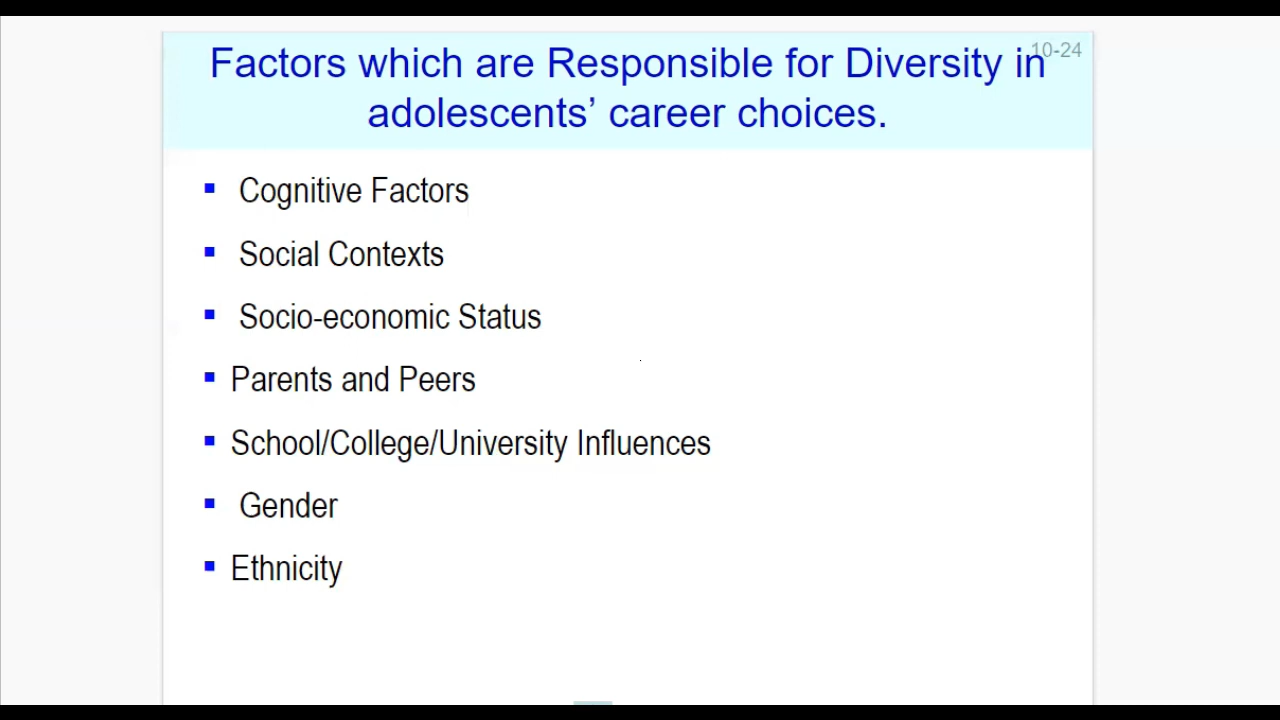 10-24
Factors which are Responsible for Diversity in
adolescents’ career choices.
▪ Cognitive Factors
▪ Social Contexts
▪ Socio-economic Status
▪ Parents and Peers
▪ School/College/University Influences
▪ Gender
▪ Ethnicity